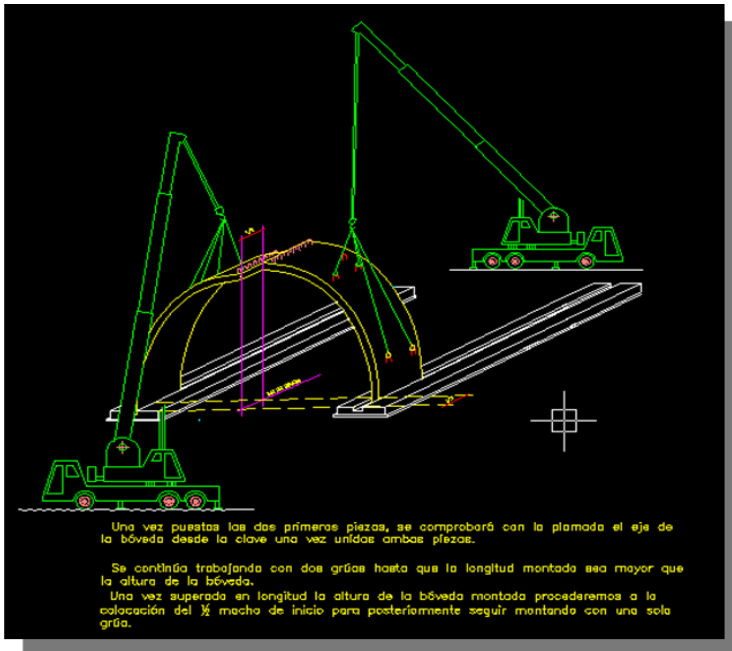 Una vez puestas las dos primeras piezas, se comprobará con la plomada el eje de
la bóveda desde la clave una vez unidas ambas piezas.
Se continúa trabajando con dos grúas hasta que la longitud montada sea mayor que
la altura de la bóveda.
Una vez superada en longitud la altura de la bóveda montada procederemos a la
colocación del ½ macho de inicio para posteriormente seguir montando con una sola
grúa.